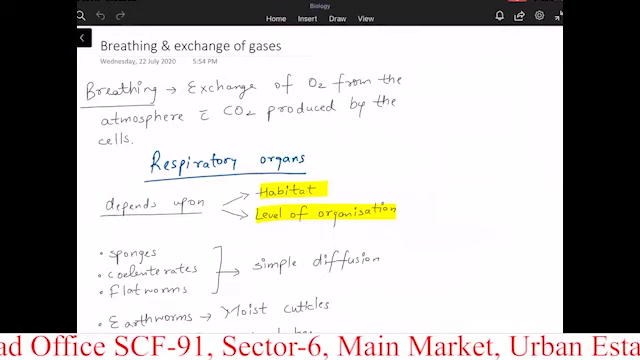 Biology
Home Insert Draw View
Breathing & exchange of gases
Wednesday, 22 July 2020 5:54 PM
Breathing → Exchange of O2 from the
atmosphere c̄ CO2 produced by the
cells.
Respiratory organs
depends upon → Habitat
→ Level of organisation
• sponges
• coelenterates → simple diffusion
• flatworms
• Earthworms → Moist cuticles
ad Office SCF-91, Sector-6, Main Market, Urban Esta